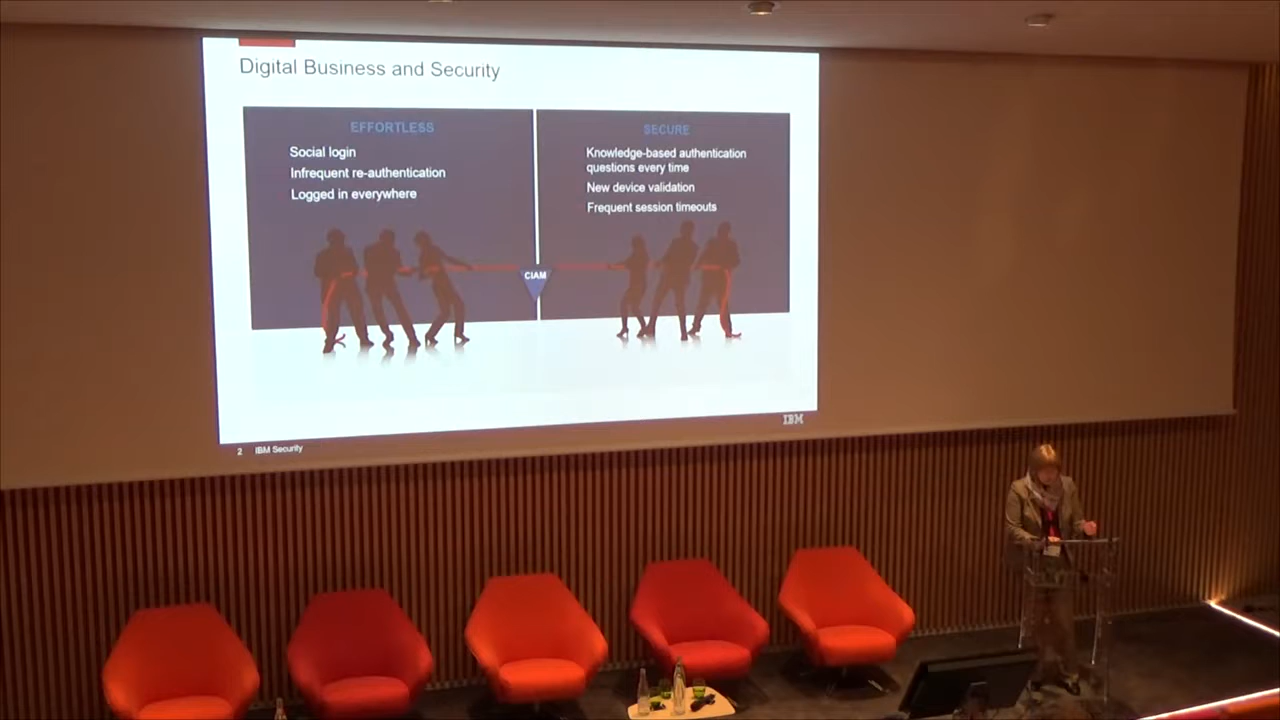 Digital Business and Security
EFFORTLESS
Social login
Infrequent re-authentication
Logged in everywhere
SECURE
Knowledge-based authentication
questions every time
New device validation
Frequent session timeouts
CIAM
IBM
2 IBM Security